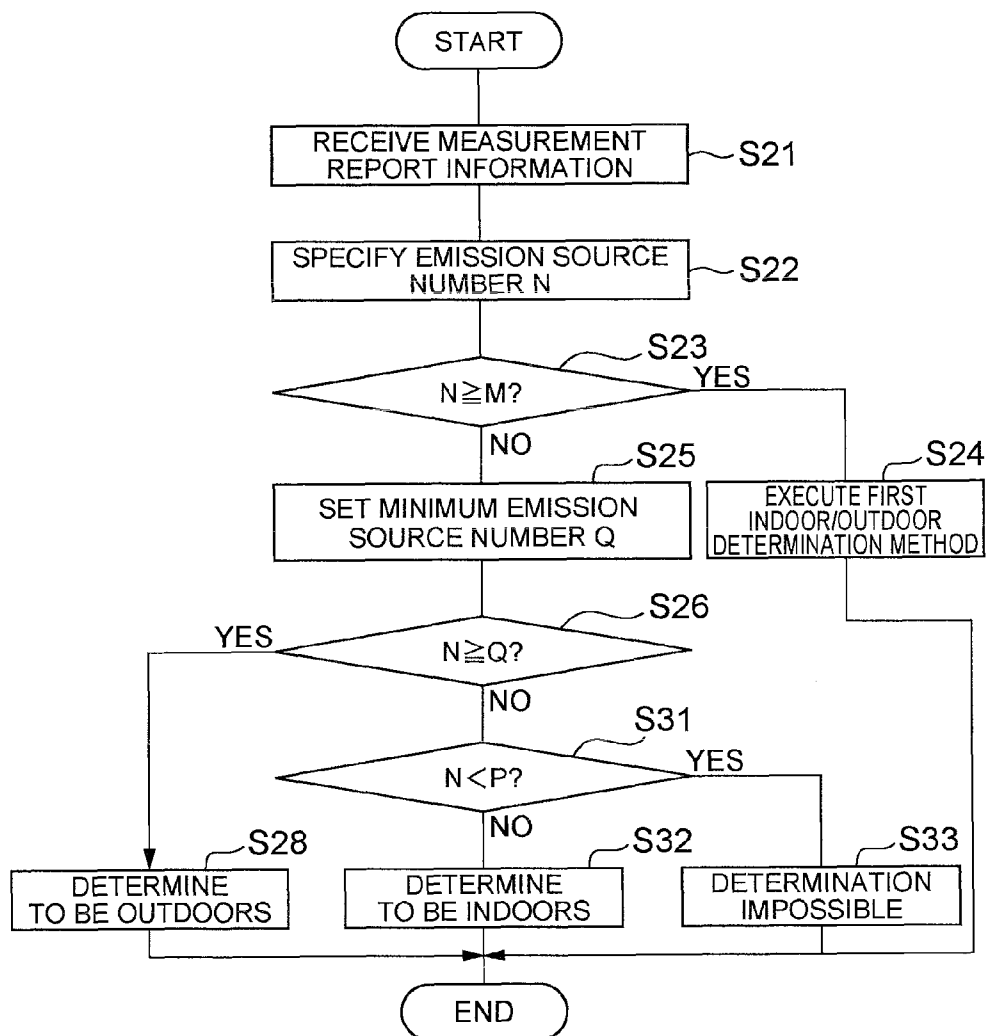 START
RECEIVE MEASUREMENT
REPORT INFORMATION
S21
SPECIFY EMISSION SOURCE
NUMBER N
S22
S23
N≧M?
YES
NO
S25
SET MINIMUM EMISSION
SOURCE NUMBER Q
S24
EXECUTE FIRST
INDOOR/OUTDOOR
DETERMINATION METHOD
S26
YES
N≧Q?
NO
S31
N<P?
YES
NO
S28
DETERMINE
TO BE OUTDOORS
S32
DETERMINE
TO BE INDOORS
S33
DETERMINATION
IMPOSSIBLE
END